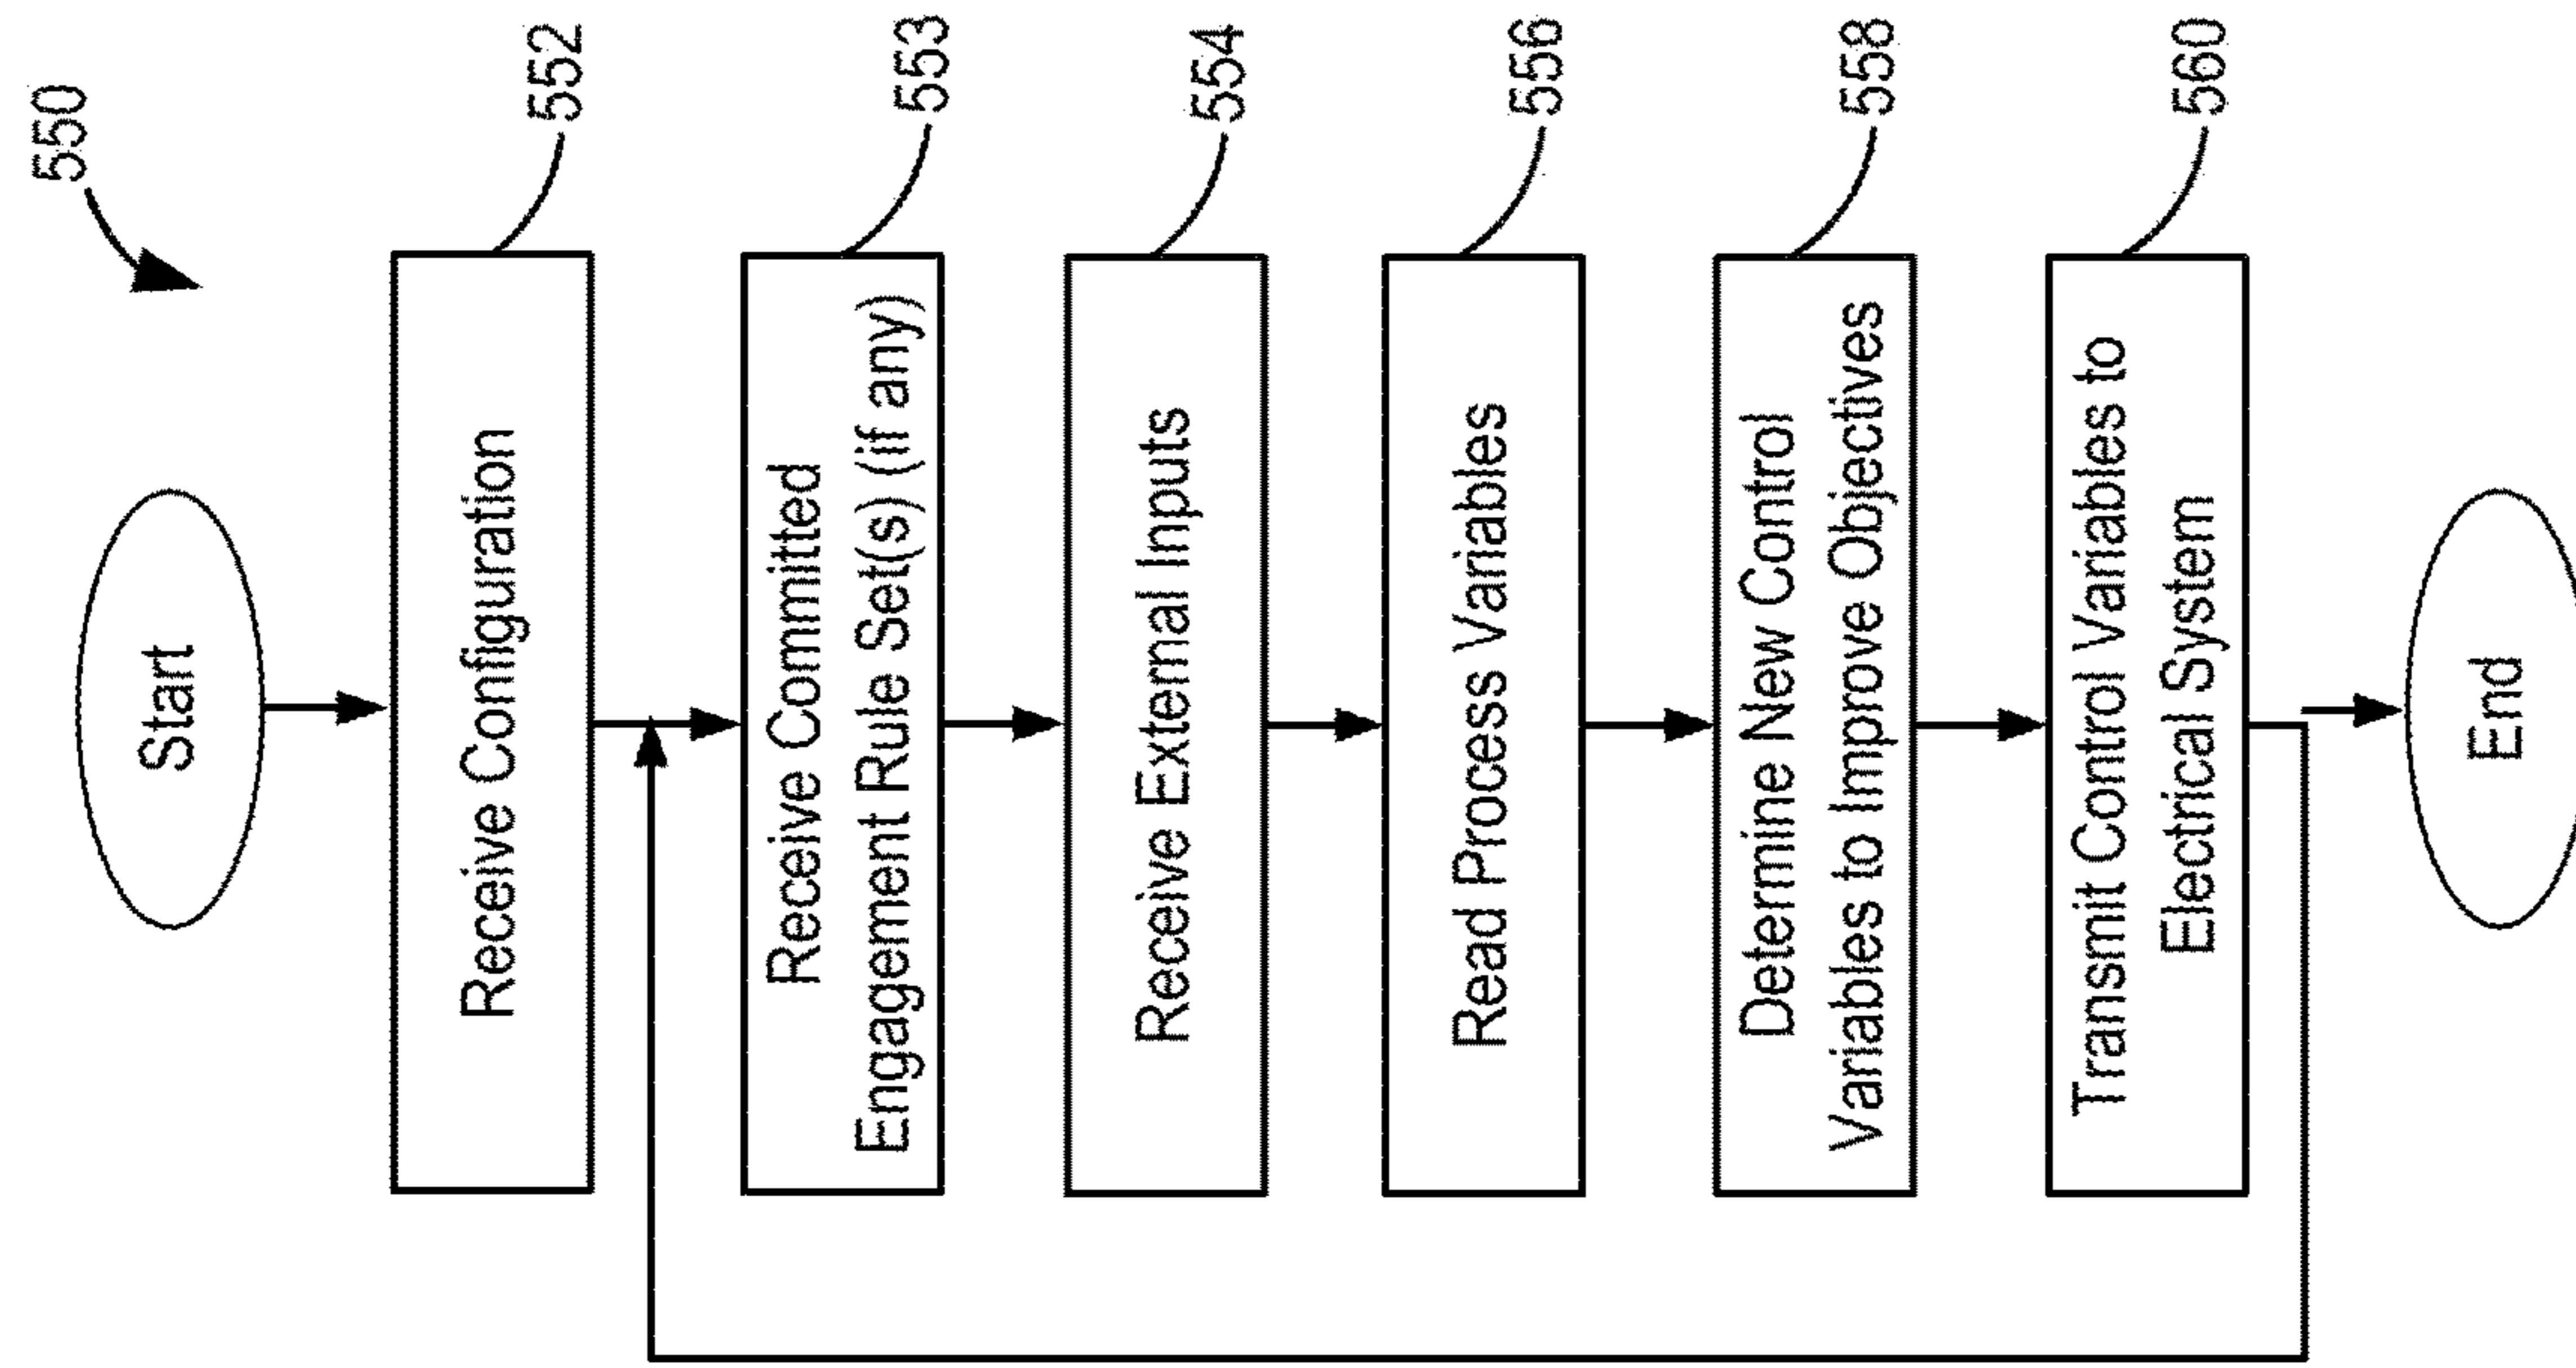 550
Start
Receive Configuration
552
Receive Committed
Engagement Rule Set(s) (if any)
553
Receive External Inputs
554
Read Process Variables
556
Determine New Control
Variables to Improve Objectives
558
Transmit Control Variables to
Electrical System
560
End